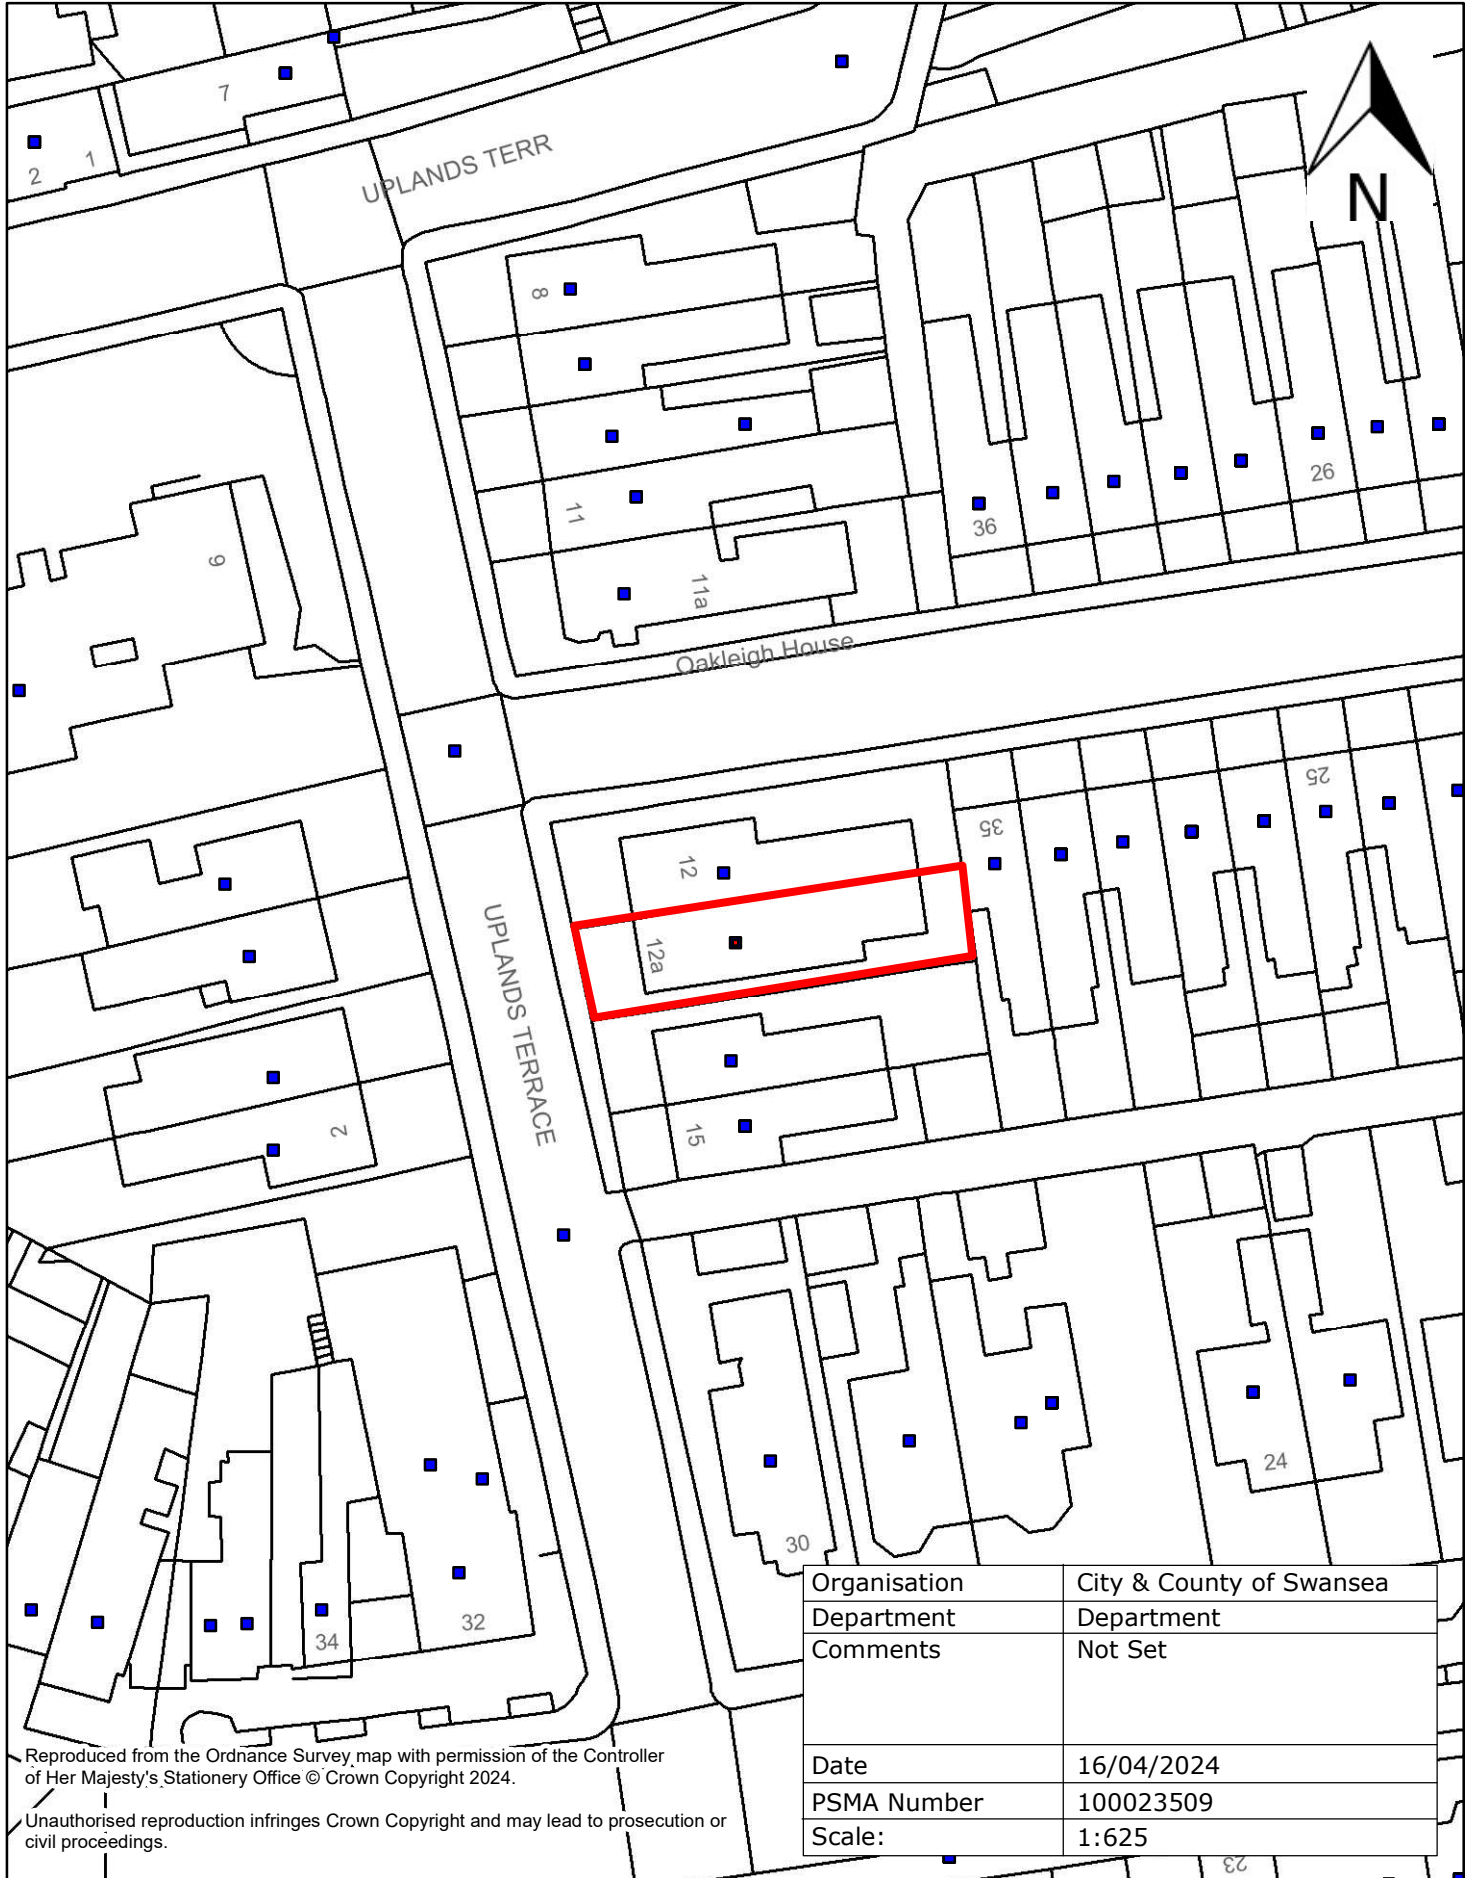 7
1
2
UPLANDS TERR
N
8
11
26
36
9
11a
Oakleigh House
25
35
12
12a
UPLANDS TERRACE
15
2
24
30
32
34
Organisation City & County of Swansea
Department Department
Comments Not Set
Date 16/04/2024
PSMA Number 100023509
Scale: 1:625
Reproduced from the Ordnance Survey map with permission of the Controller
of Her Majesty's Stationery Office © Crown Copyright 2024.
Unauthorised reproduction infringes Crown Copyright and may lead to prosecution or
civil proceedings.
23